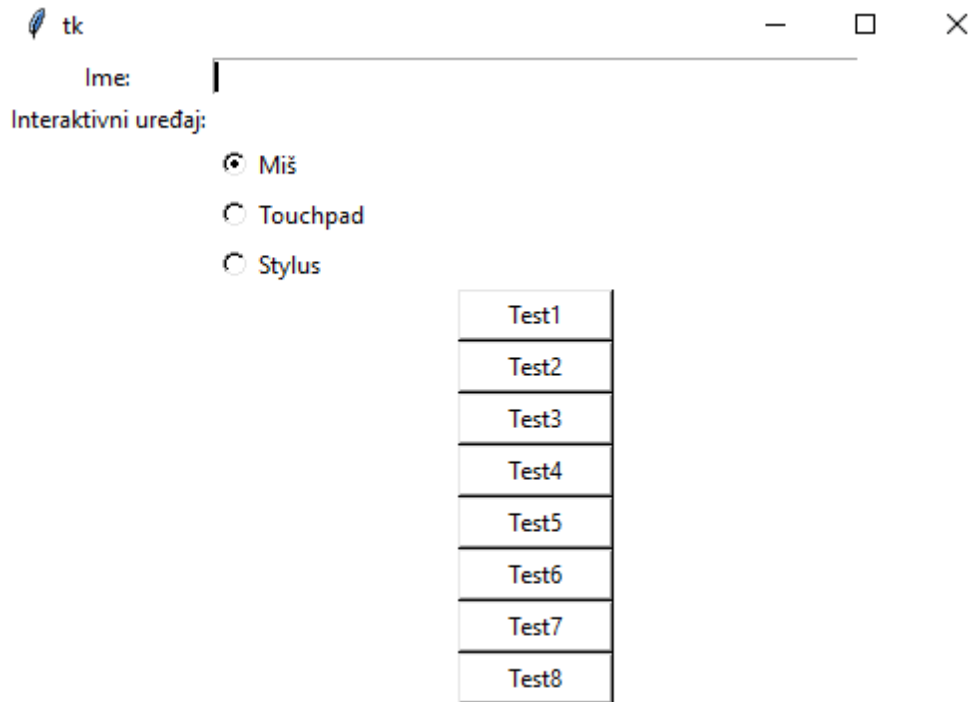 tk
Ime:
Interaktivni uređaj:
Miš
Touchpad
Stylus
Test1
Test2
Test3
Test4
Test5
Test6
Test7
Test8